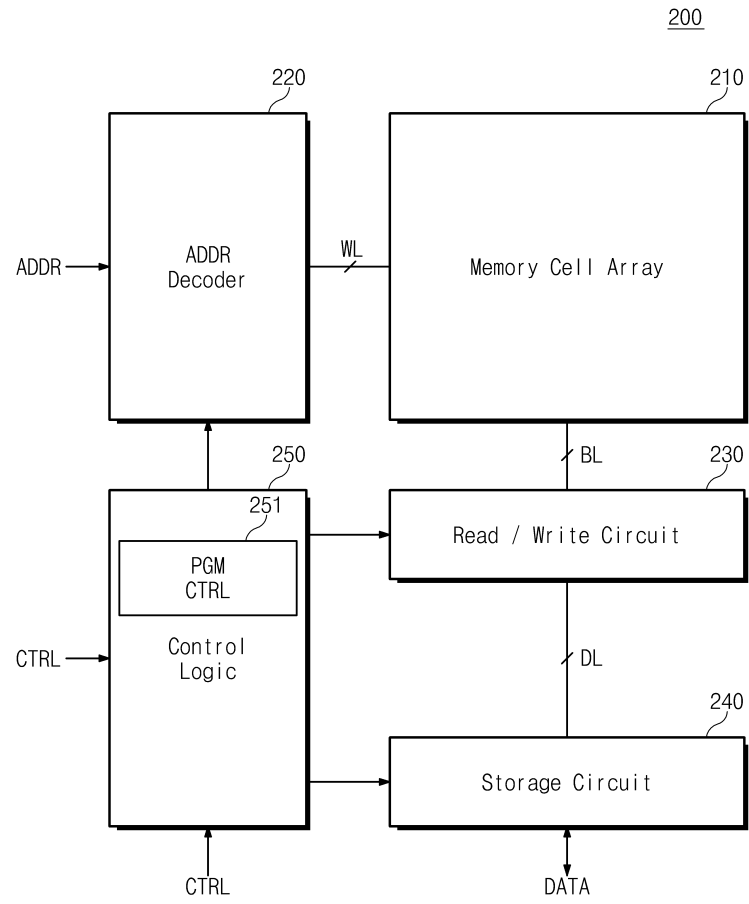 200
220
210
ADDR
ADDR
Decoder
WL
Memory Cell Array
250
BL
230
251
PGM
CTRL
Read / Write Circuit
CTRL
Control
Logic
DL
240
Storage Circuit
CTRL
DATA